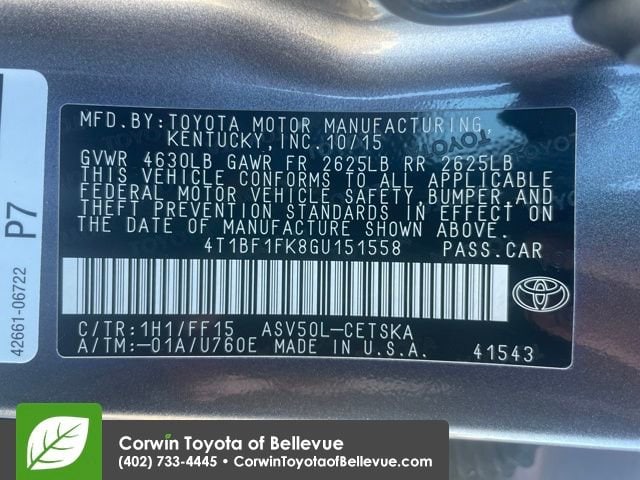 MFD.BY:TOYOTA MOTOR MANUFACTURING,
KENTUCKY,INC.10/15
GVWR 4630LB GAWR FR 2625LB RR 2625LB
THIS VEHICLE CONFORMS TO ALL APPLICABLE
FEDERAL MOTOR VEHICLE SAFETY,BUMPER,AND
THEFT PREVENTION STANDARDS IN EFFECT ON
THE DATE OF MANUFACTURE SHOWN ABOVE.
4T1BF1FK8GU151558 PASS.CAR
C/TR:1H1/FF15 ASV50L-CETSKA
A/TM:-01A/U760E MADE IN U.S.A. 41543
P7
42661-06722
Corwin Toyota of Bellevue
(402) 733-4445 • CorwinToyotaofBellevue.com